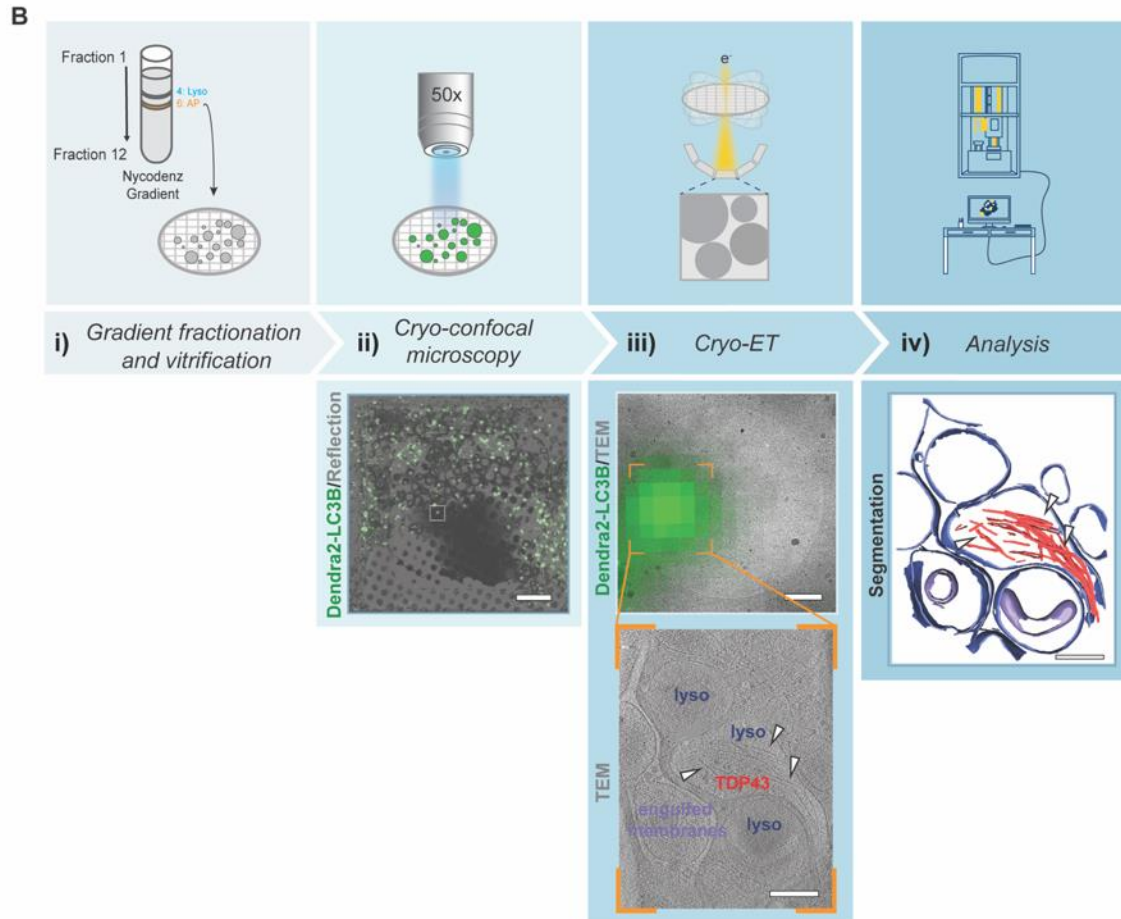 B
Fraction 1
4: Lyso
6: AP
Fraction 12
Nycodenz
Gradient
50x
e-
i) Gradient fractionation
and vitrification
ii) Cryo-confocal
microscopy
iii) Cryo-ET
iv) Analysis
Dendra2-LC3B/Reflection
Dendra2-LC3B/TEM
Segmentation
TEM
lyso
lyso
TDP43
engulfed
membranes
lyso